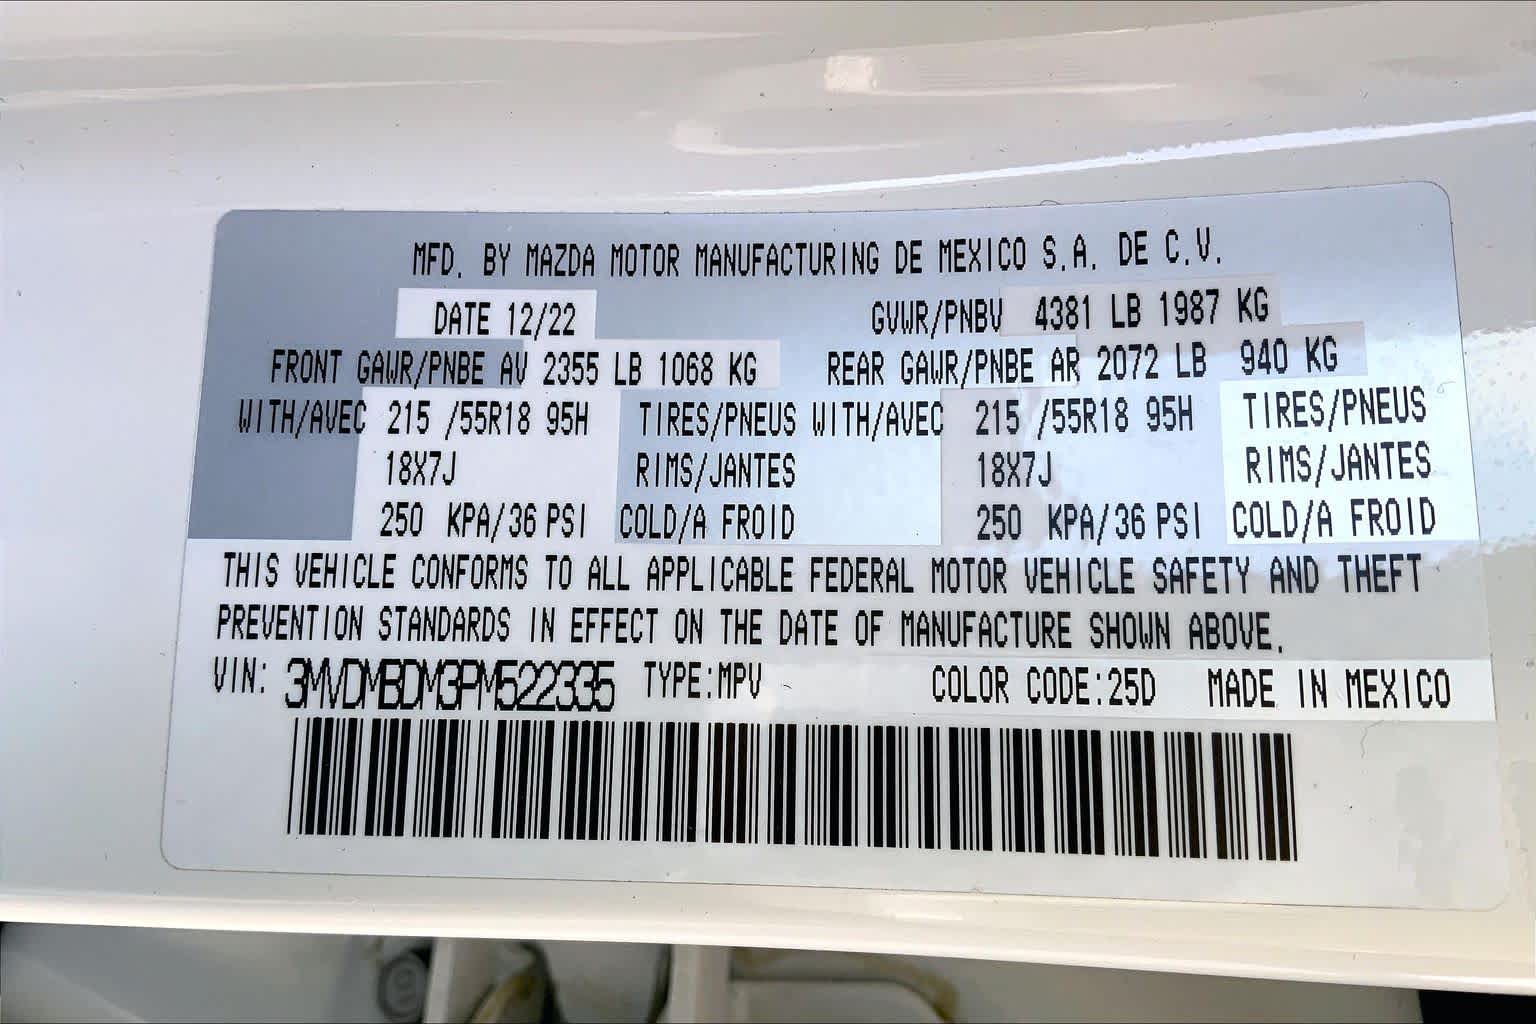 MFD. BY MAZDA MOTOR MANUFACTURING DE MEXICO S.A. DE C.V.
DATE 12/22 GVWR/PNBV 4381 LB 1987 KG
FRONT GAWR/PNBE AV 2355 LB 1068 KG REAR GAWR/PNBE AR 2072 LB 940 KG
WITH/AVEC 215 /55R18 95H TIRES/PNEUS WITH/AVEC 215 /55R18 95H TIRES/PNEUS
18X7J RIMS/JANTES 18X7J RIMS/JANTES
250 KPA/36 PSI COLD/A FROID 250 KPA/36 PSI COLD/A FROID
THIS VEHICLE CONFORMS TO ALL APPLICABLE FEDERAL MOTOR VEHICLE SAFETY AND THEFT
PREVENTION STANDARDS IN EFFECT ON THE DATE OF MANUFACTURE SHOWN ABOVE.
VIN: 3MVDMBDM3PM522335 TYPE:MPV COLOR CODE:25D MADE IN MEXICO